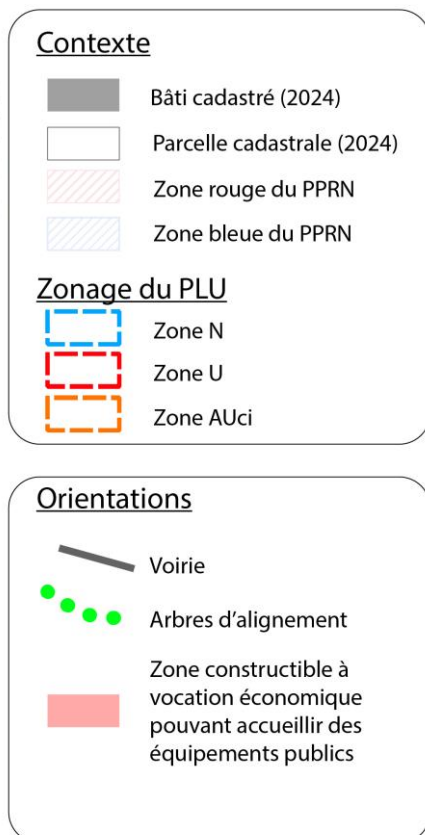 Contexte
Bâti cadastré (2024)
Parcelle cadastrale (2024)
Zone rouge du PPRN
Zone bleue du PPRN
Zonage du PLU
Zone N
Zone U
Zone AUci
Orientations
Voirie
Arbres d'alignement
Zone constructible à
vocation économique
pouvant accueillir des
équipements publics